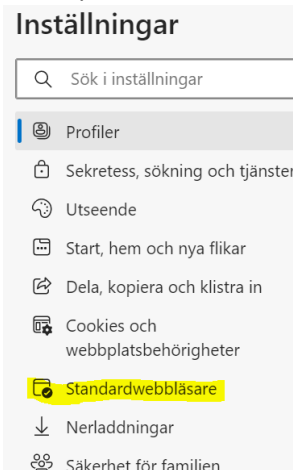 Inställningar
Sök i inställningar
Profiler
Sekretess, sökning och tjänster
Utseende
Start, hem och nya flikar
Dela, kopiera och klistra in
Cookies och
webbplatsbehörigheter
Standardwebbläsare
Nerladdningar
Säkerhet för familjen